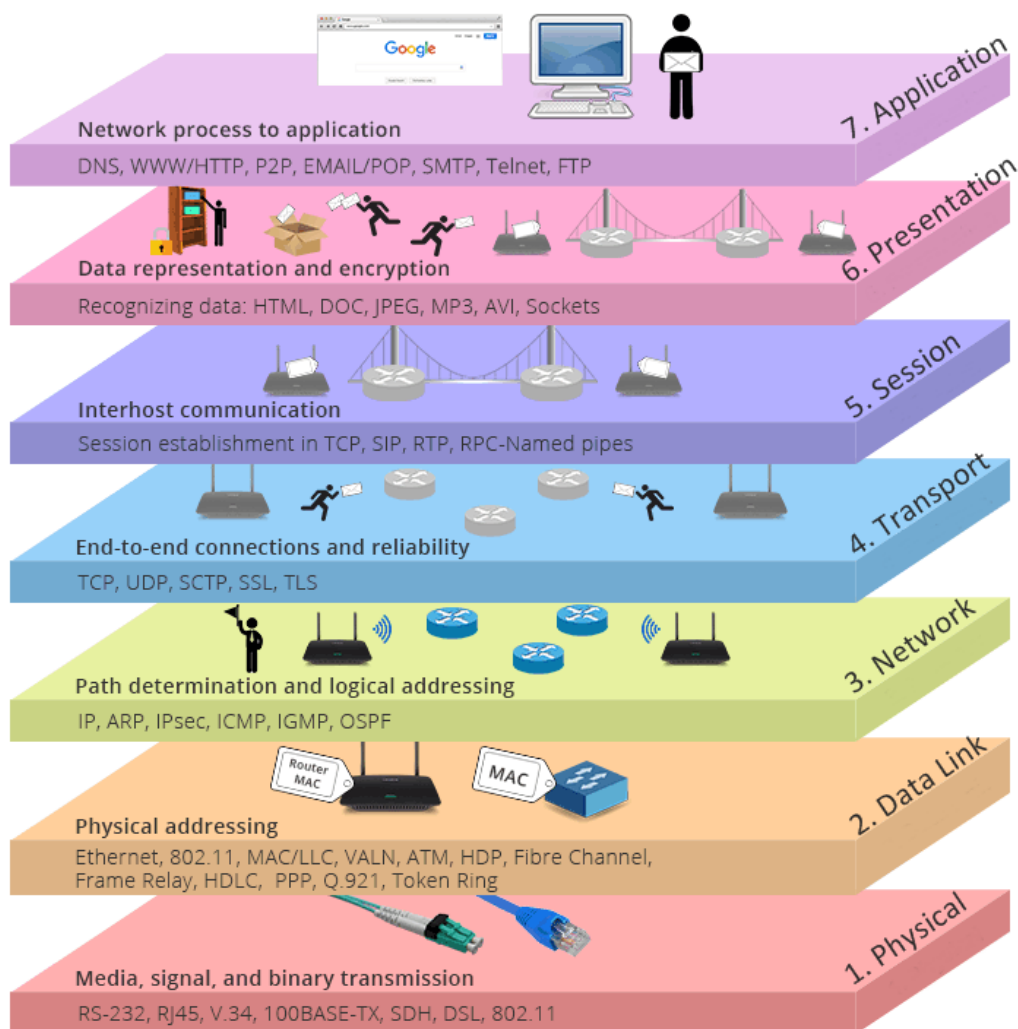 Google
7. Application
Network process to application
DNS, WWW/HTTP, P2P, EMAIL/POP, SMTP, Telnet, FTP
6. Presentation
Data representation and encryption
Recognizing data: HTML, DOC, JPEG, MP3, AVI, Sockets
5. Session
Interhost communication
Session establishment in TCP, SIP, RTP, RPC-Named pipes
4. Transport
End-to-end connections and reliability
TCP, UDP, SCTP, SSL, TLS
3. Network
Path determination and logical addressing
IP, ARP, IPsec, ICMP, IGMP, OSPF
Router
MAC
MAC
2. Data Link
Physical addressing
Ethernet, 802.11, MAC/LLC, VALN, ATM, HDP, Fibre Channel,
Frame Relay, HDLC, PPP, Q.921, Token Ring
1. Physical
Media, signal, and binary transmission
RS-232, RJ45, V.34, 100BASE-TX, SDH, DSL, 802.11